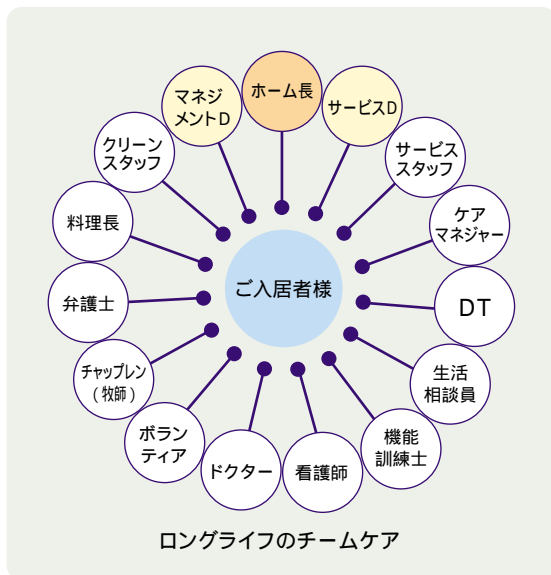 ホーム長
サービスD
サービス
スタッフ
ケア
マネジャー
DT
生活
相談員
機能
訓練士
看護師
ドクター
ボラン
ティア
チャップレン
(牧師)
弁護士
料理長
クリーン
スタッフ
マネジ
メントD
ご入居者様
ロングライフのチームケア